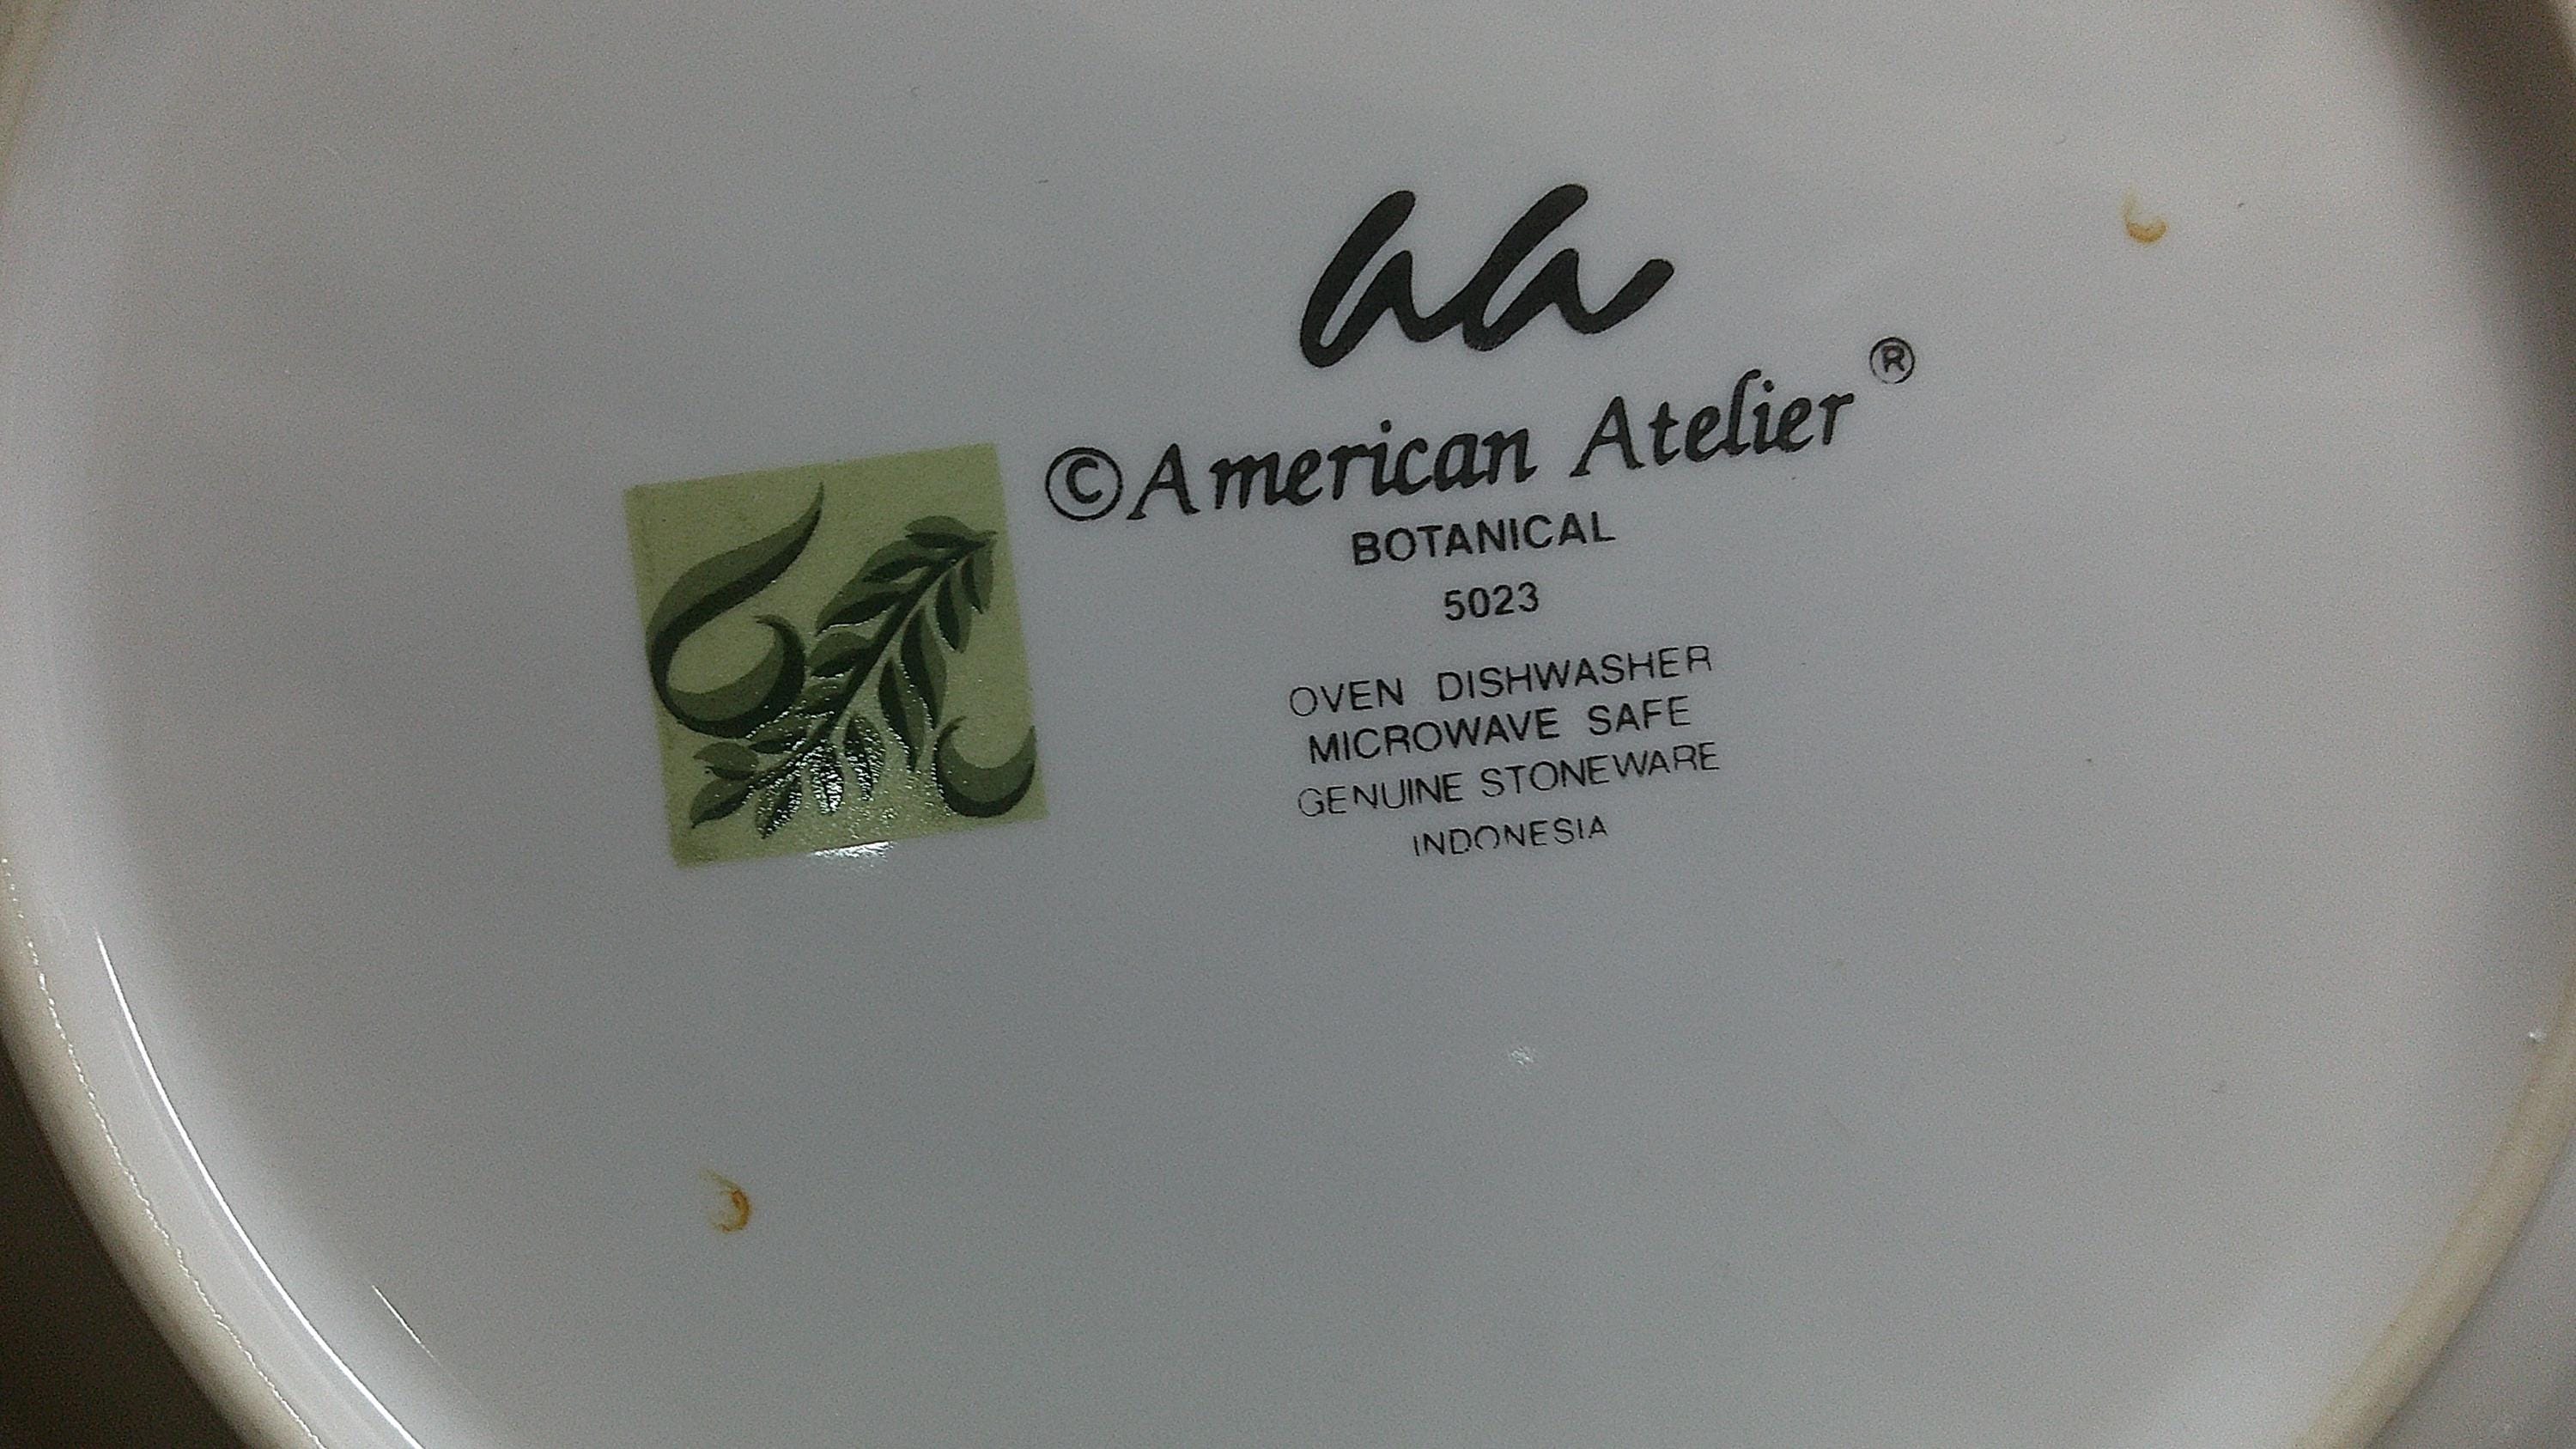 aa
©American Atelier®
BOTANICAL
5023
OVEN DISHWASHER
MICROWAVE SAFE
GENUINE STONEWARE
INDONESIA